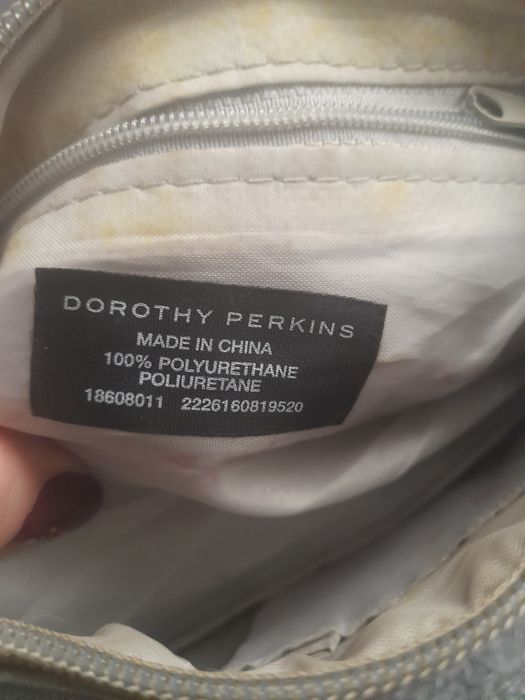 DOROTHY PERKINS
MADE IN CHINA
100% POLYURETHANE
POLIURETANE
18608011 2226160819520